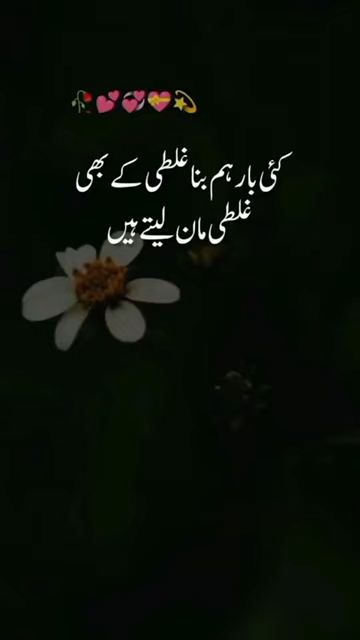 🥀💕💞💝💫
کئی بار ہم بنا غلطی کے بھی
غلطی مان لیتے ہیں